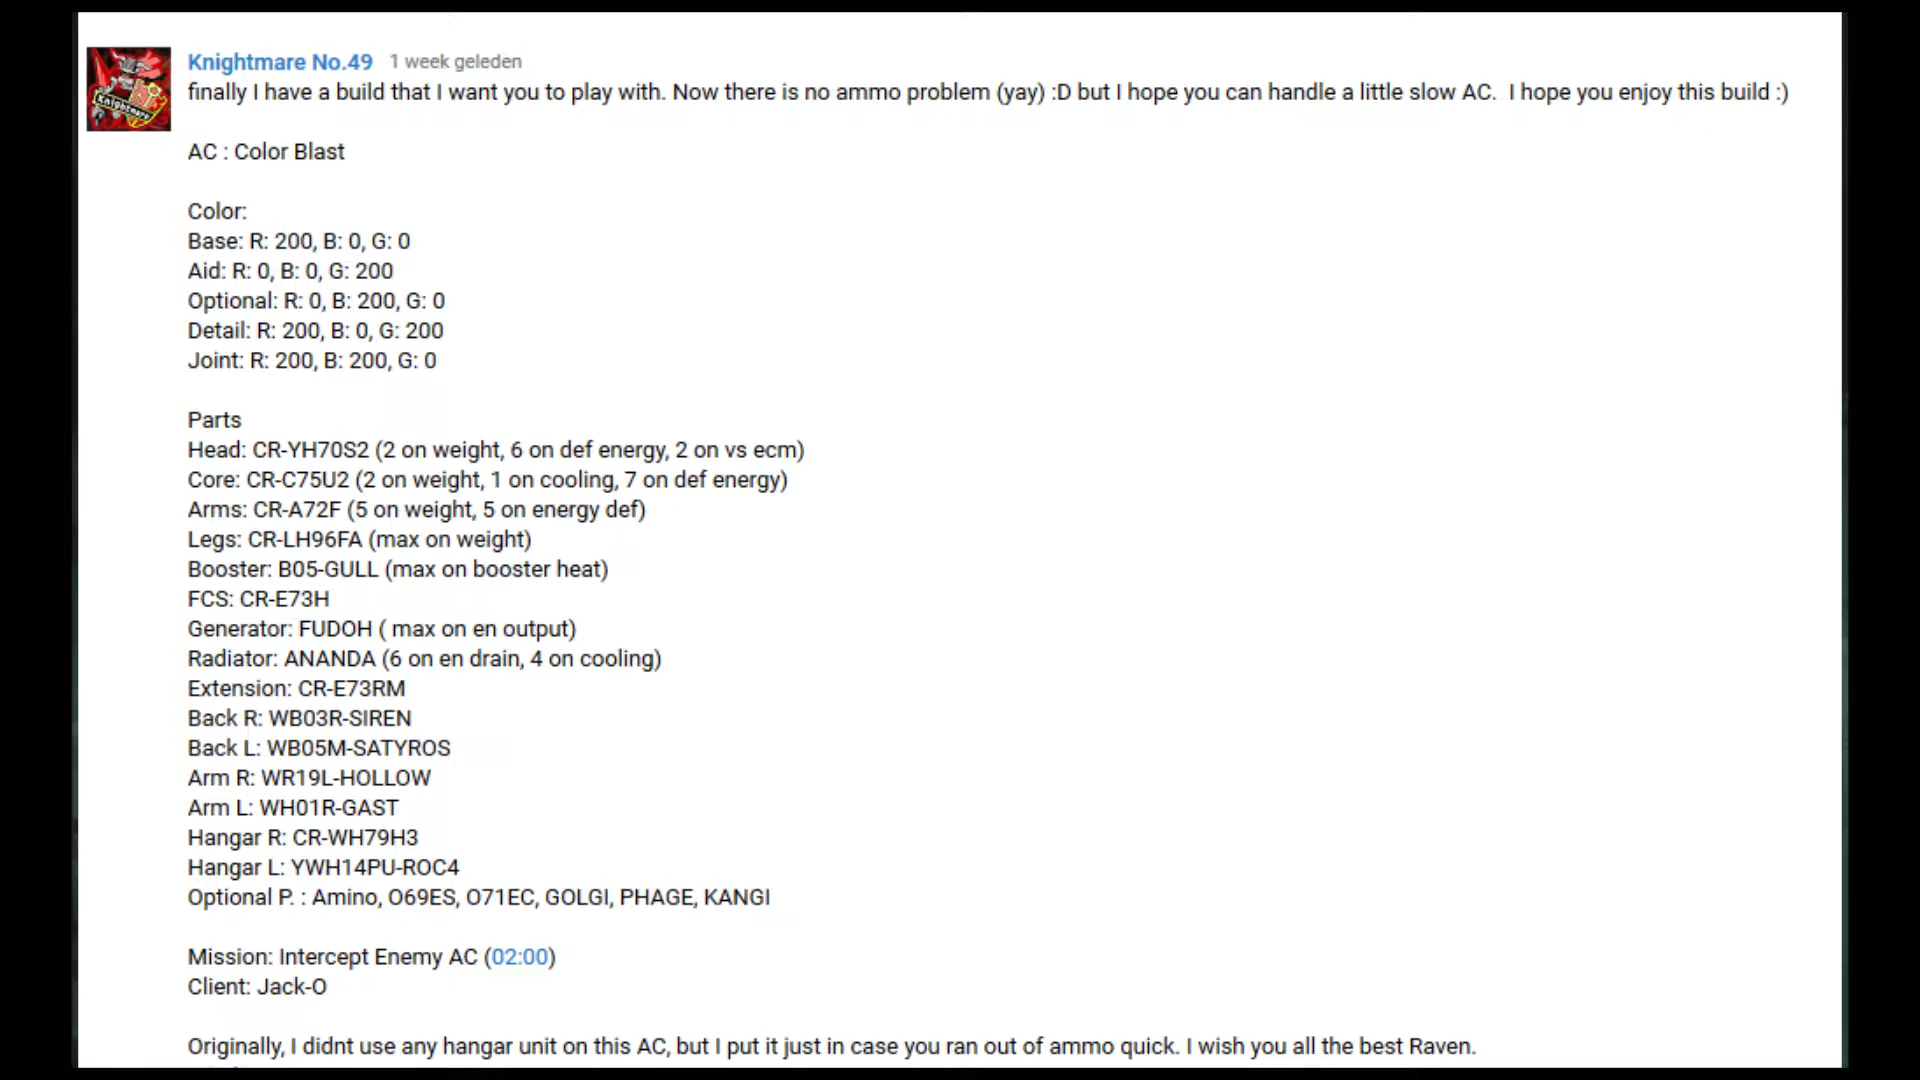 Knightmare No.49 1 week geleden
finally I have a build that I want you to play with. Now there is no ammo problem (yay) :D but I hope you can handle a little slow AC. I hope you enjoy this build :)
AC : Color Blast
Color:
Base: R: 200, B: 0, G: 0
Aid: R: 0, B: 0, G: 200
Optional: R: 0, B: 200, G: 0
Detail: R: 200, B: 0, G: 200
Joint: R: 200, B: 200, G: 0
Parts
Head: CR-YH70S2 (2 on weight, 6 on def energy, 2 on vs ecm)
Core: CR-C75U2 (2 on weight, 1 on cooling, 7 on def energy)
Arms: CR-A72F (5 on weight, 5 on energy def)
Legs: CR-LH96FA (max on weight)
Booster: B05-GULL (max on booster heat)
FCS: CR-E73H
Generator: FUDOH ( max on en output)
Radiator: ANANDA (6 on en drain, 4 on cooling)
Extension: CR-E73RM
Back R: WB03R-SIREN
Back L: WB05M-SATYROS
Arm R: WR19L-HOLLOW
Arm L: WH01R-GAST
Hangar R: CR-WH79H3
Hangar L: YWH14PU-ROC4
Optional P. : Amino, O69ES, O71EC, GOLGI, PHAGE, KANGI
Mission: Intercept Enemy AC (02:00)
Client: Jack-O
Originally, I didnt use any hangar unit on this AC, but I put it just in case you ran out of ammo quick. I wish you all the best Raven.